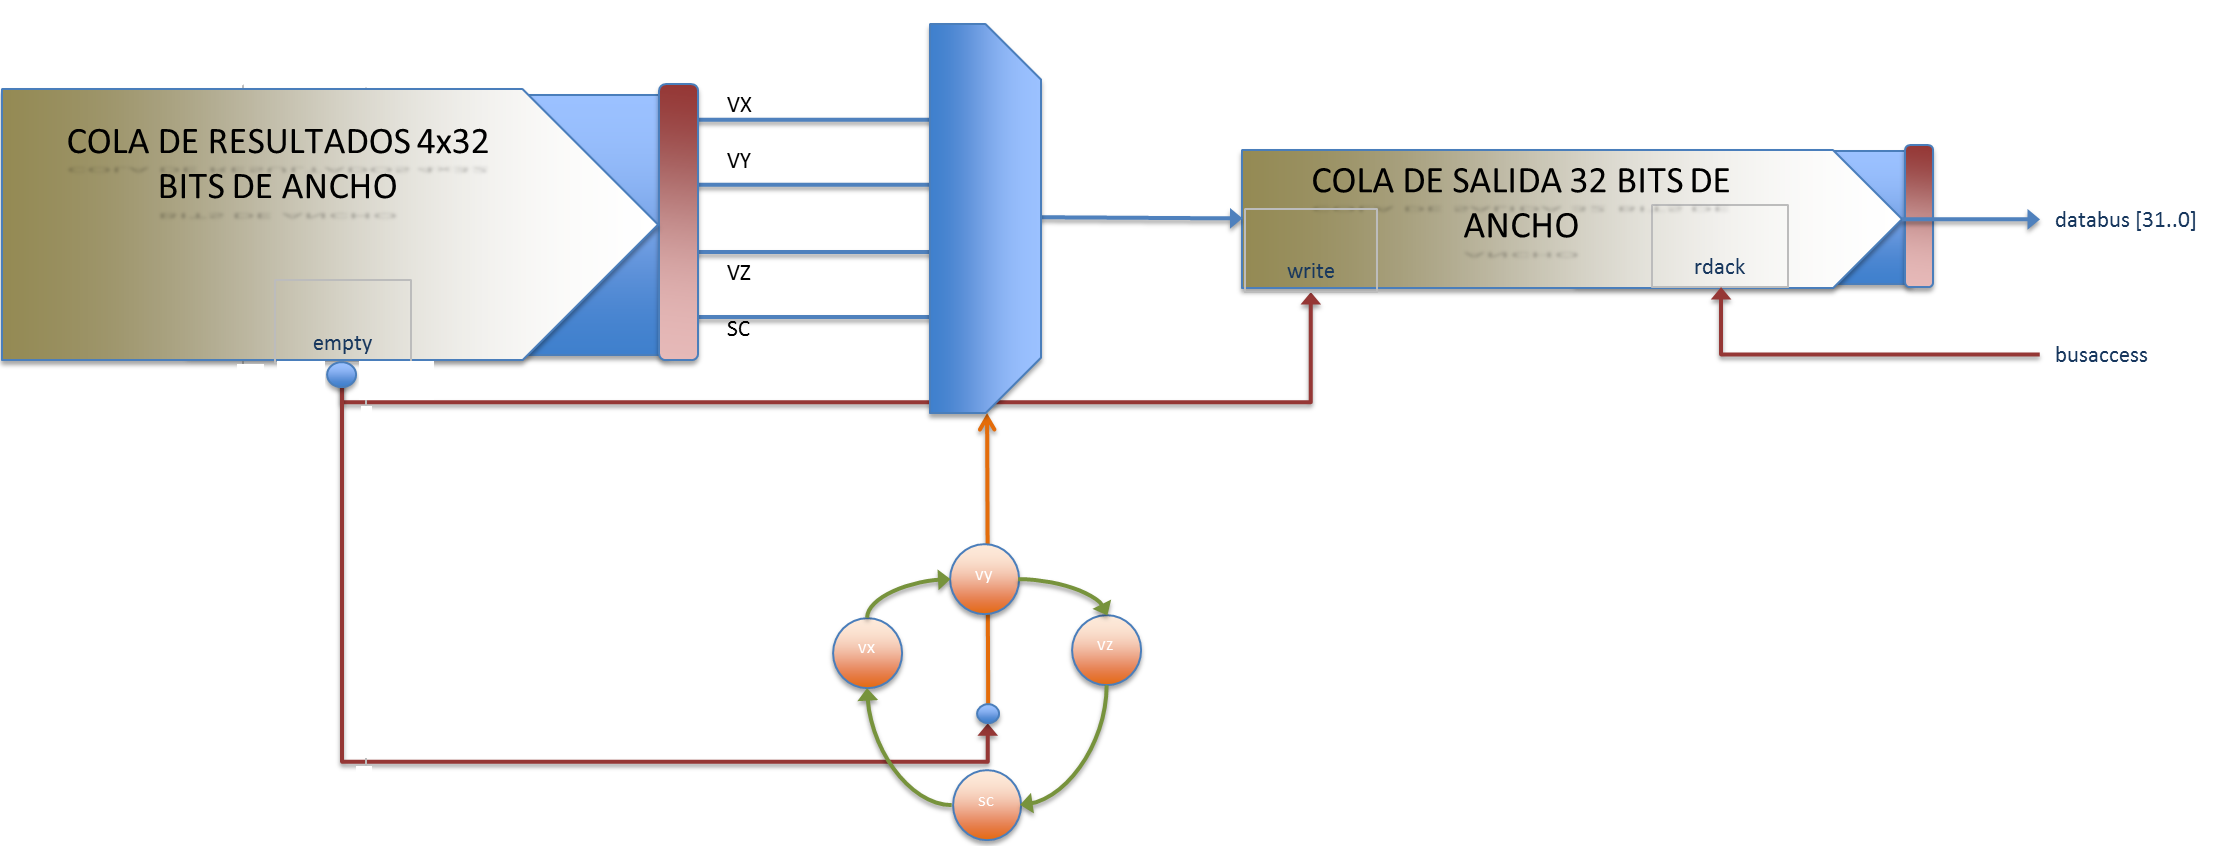 COLA DE RESULTADOS 4x32
BITS DE ANCHO
empty
VX
VY
VZ
SC
COLA DE SALIDA 32 BITS DE
ANCHO
write
rdack
databus [31..0]
busaccess
vy
vx
vz
sc